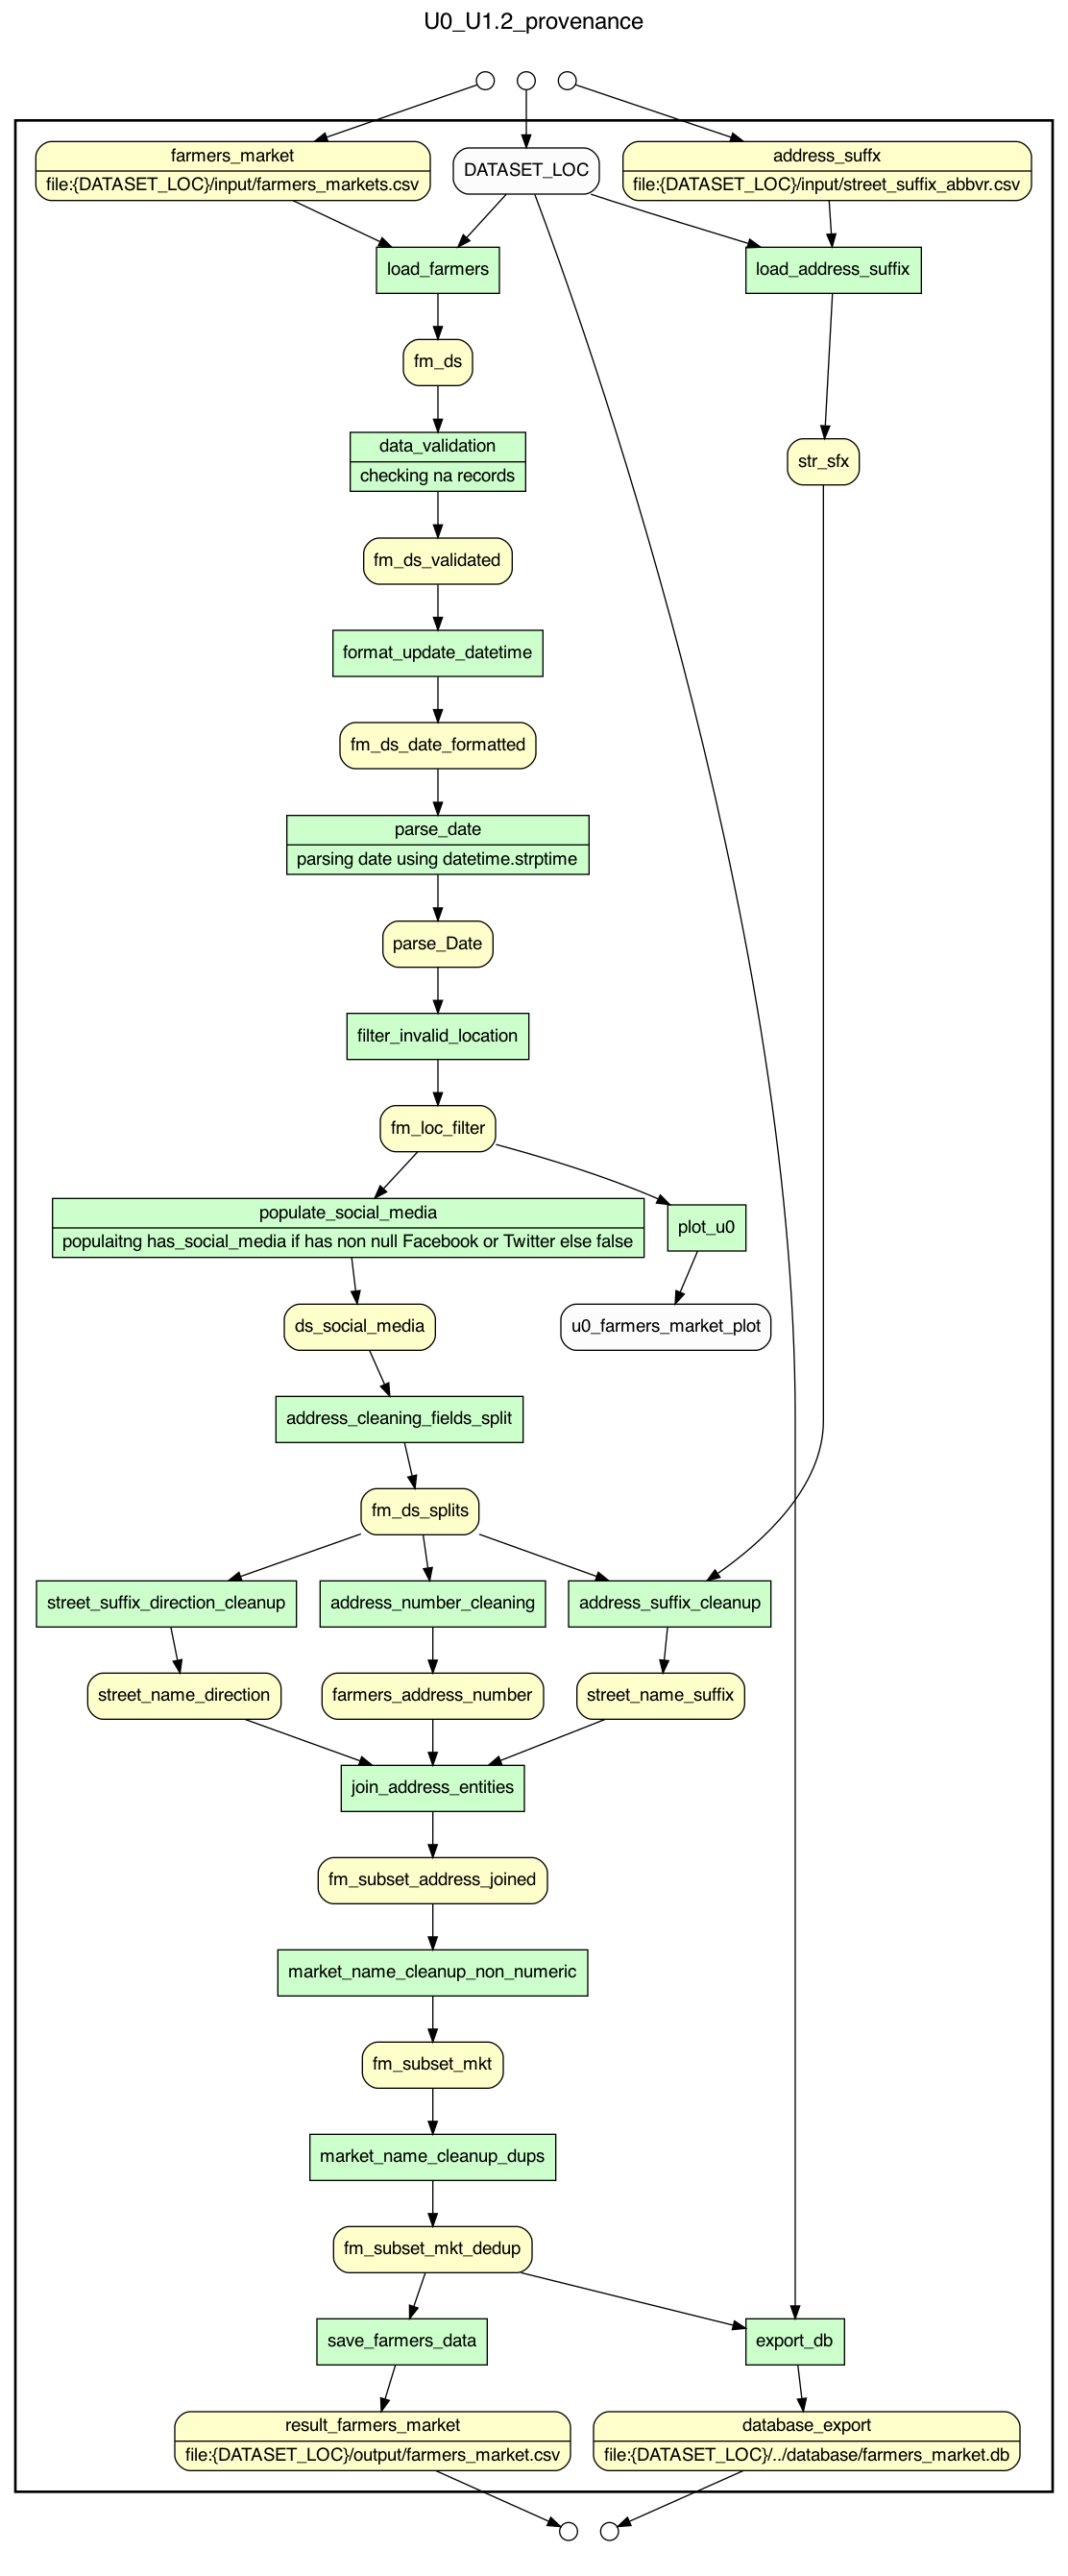 U0_U1.2_provenance
farmers_market
file:{DATASET_LOC}/input/farmers_markets.csv
DATASET_LOC
address_suffx
file:{DATASET_LOC}/input/street_suffix_abbvr.csv
load_farmers
load_address_suffix
fm_ds
data_validation
checking na records
str_sfx
fm_ds_validated
format_update_datetime
fm_ds_date_formatted
parse_date
parsing date using datetime.strptime
parse_Date
filter_invalid_location
fm_loc_filter
populate_social_media
populaitng has_social_media if has non null Facebook or Twitter else false
plot_u0
ds_social_media
u0_farmers_market_plot
address_cleaning_fields_split
fm_ds_splits
street_suffix_direction_cleanup
address_number_cleaning
address_suffix_cleanup
street_name_direction
farmers_address_number
street_name_suffix
join_address_entities
fm_subset_address_joined
market_name_cleanup_non_numeric
fm_subset_mkt
market_name_cleanup_dups
fm_subset_mkt_dedup
save_farmers_data
export_db
result_farmers_market
file:{DATASET_LOC}/output/farmers_market.csv
database_export
file:{DATASET_LOC}/../database/farmers_market.db